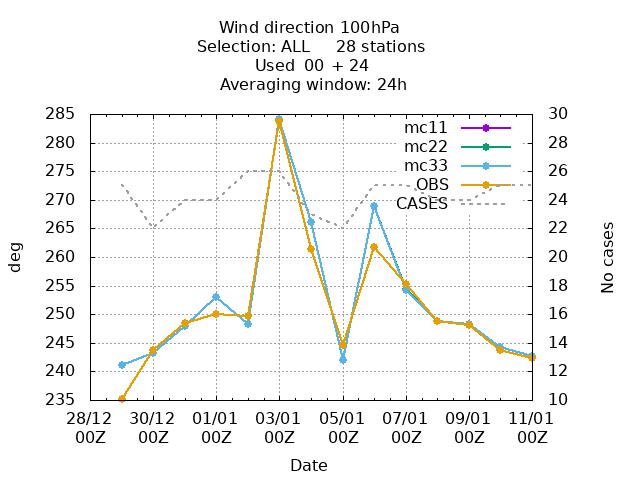 Wind direction 100hPa
Selection: ALL 28 stations
Used 00 + 24
Averaging window: 24h
285
280
275
270
265
260
255
250
245
240
235
deg
30
28
26
24
22
20
18
16
14
12
10
No cases
mc11
mc22
mc33
OBS
CASES
28/12 30/12 01/01 03/01 05/01 07/01 09/01 11/01
00Z 00Z 00Z 00Z 00Z 00Z 00Z 00Z
Date